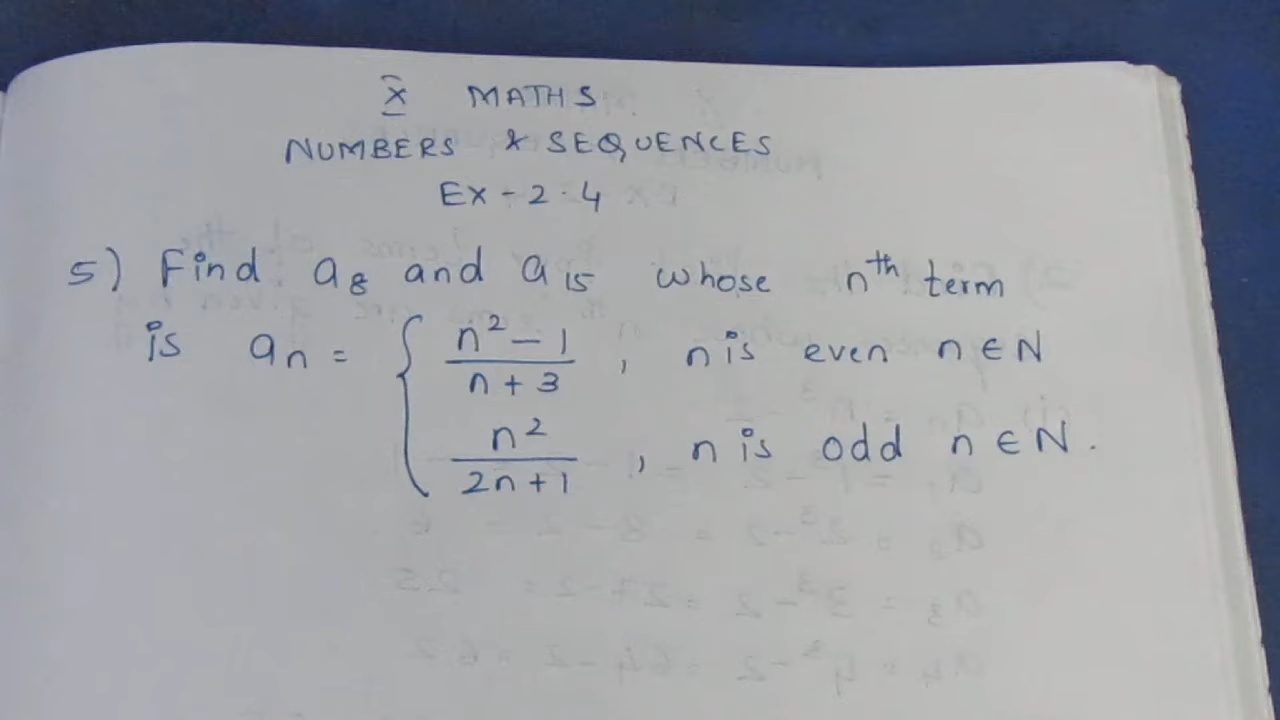 X MATHS
NUMBERS & SEQUENCES
Ex - 2.4
5) Find a₈ and a₁₅ whose nᵗʰ term
is aₙ = { n² - 1 / n + 3 , n is even n ∈ N
n² / 2n + 1 , n is odd n ∈ N.